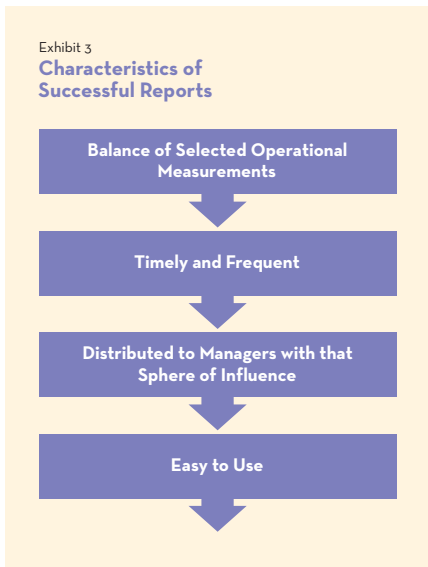 Exhibit 3
Characteristics of
Successful Reports
Balance of Selected Operational
Measurements
Timely and Frequent
Distributed to Managers with that
Sphere of Influence
Easy to Use